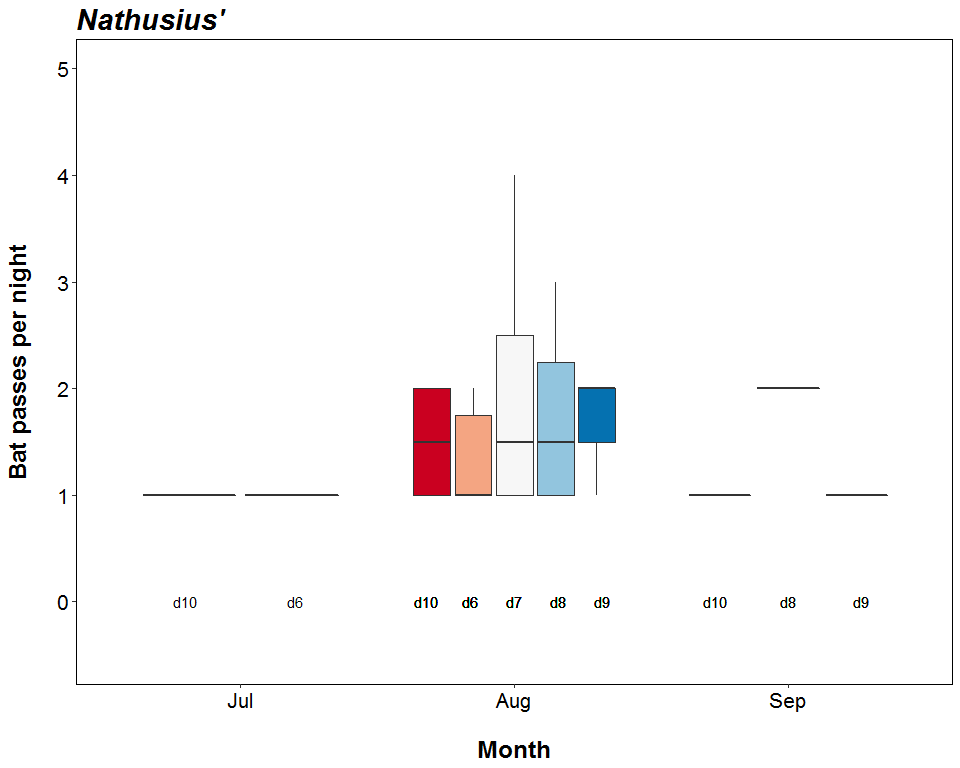 Nathusius'
Bat passes per night
5
4
3
2
1
0
d10 d6 d10 d6 d7 d8 d9 d10 d8 d9
Jul Aug Sep
Month